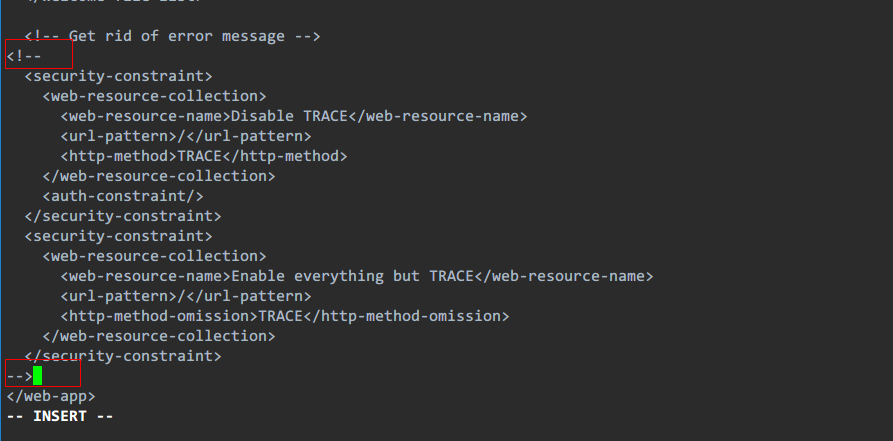 </welcome-file-list>
  <!-- Get rid of error message -->
<!--
  <security-constraint>
    <web-resource-collection>
      <web-resource-name>Disable TRACE</web-resource-name>
      <url-pattern>/</url-pattern>
      <http-method>TRACE</http-method>
    </web-resource-collection>
    <auth-constraint/>
  </security-constraint>
  <security-constraint>
    <web-resource-collection>
      <web-resource-name>Enable everything but TRACE</web-resource-name>
      <url-pattern>/</url-pattern>
      <http-method-omission>TRACE</http-method-omission>
    </web-resource-collection>
  </security-constraint>
-->
</web-app>
-- INSERT --